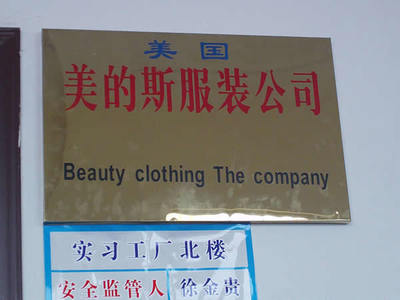 美国
美的斯服装公司
Beauty clothing The company
实习工厂北楼
安全监管人 徐金贵